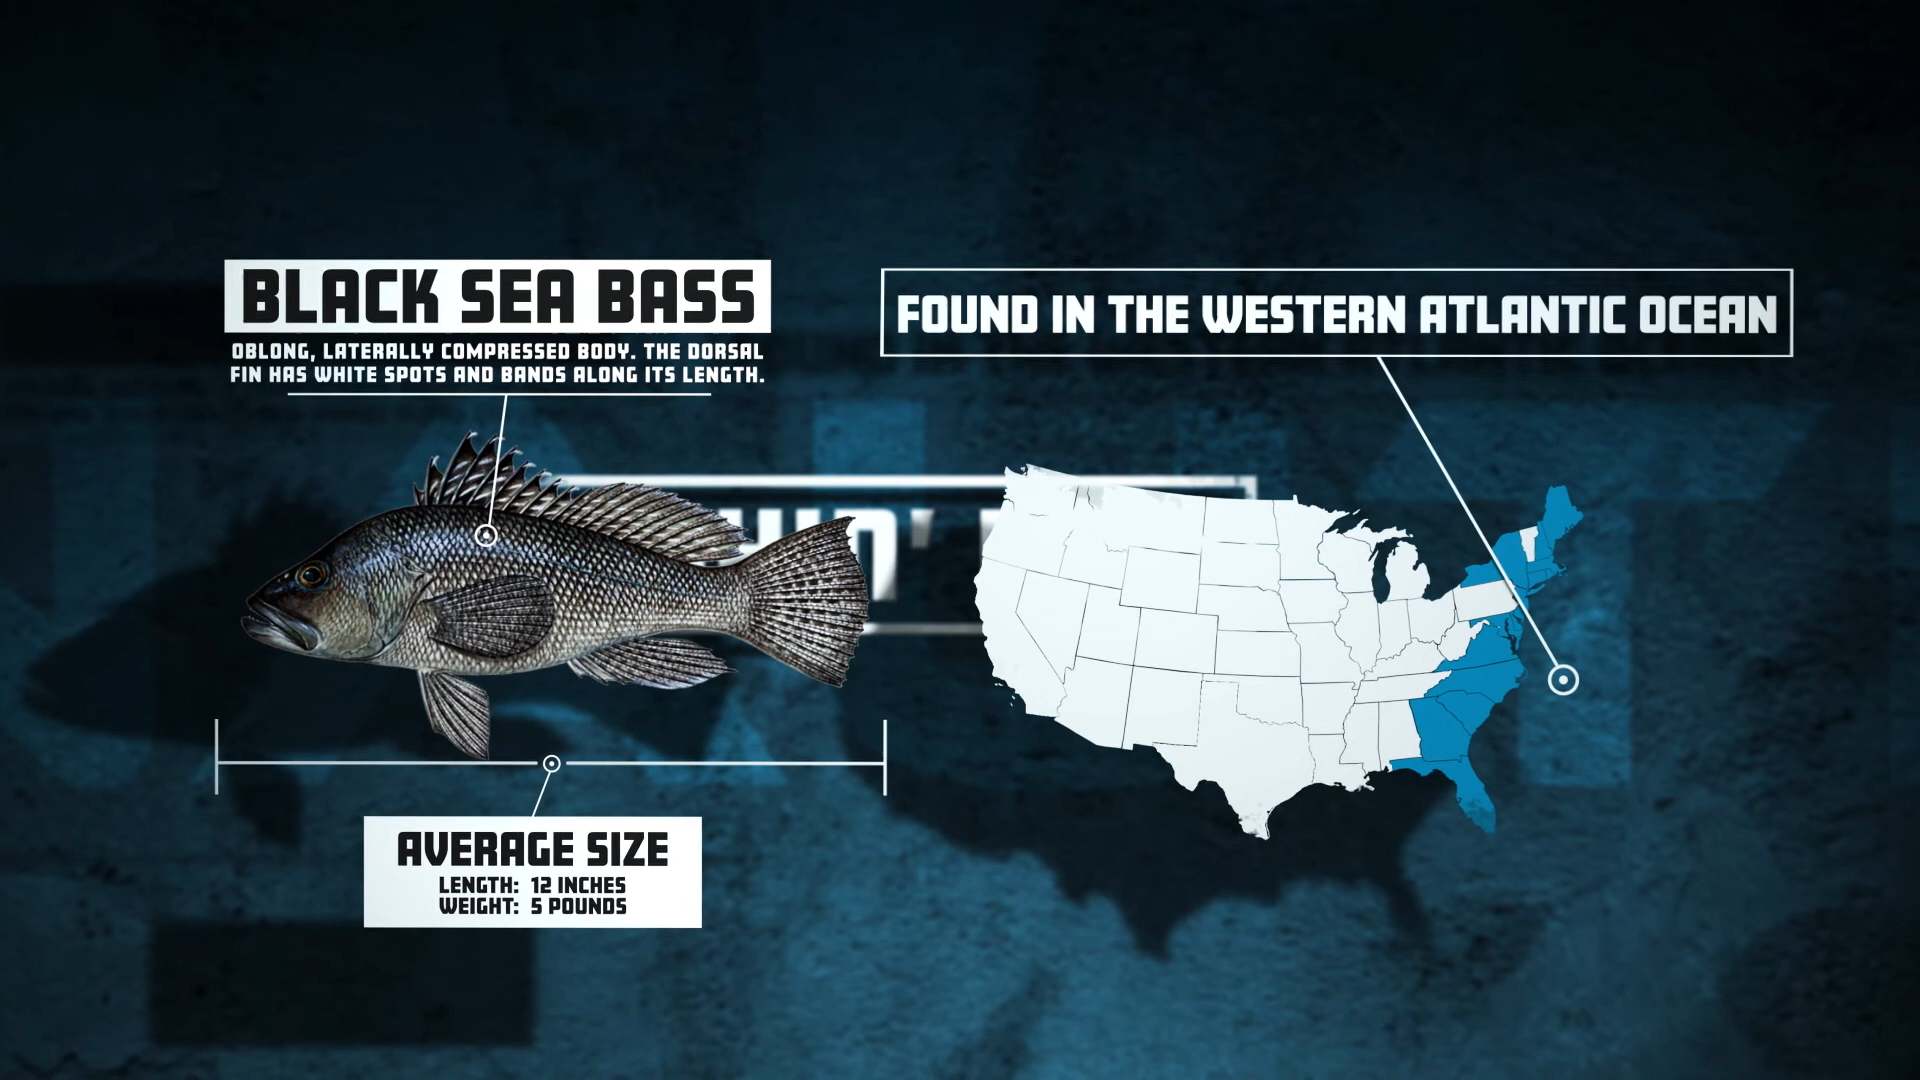 BLACK SEA BASS
OBLONG, LATERALLY COMPRESSED BODY. THE DORSAL
FIN HAS WHITE SPOTS AND BANDS ALONG ITS LENGTH.
FOUND IN THE WESTERN ATLANTIC OCEAN
AVERAGE SIZE
LENGTH: 12 INCHES
WEIGHT: 5 POUNDS